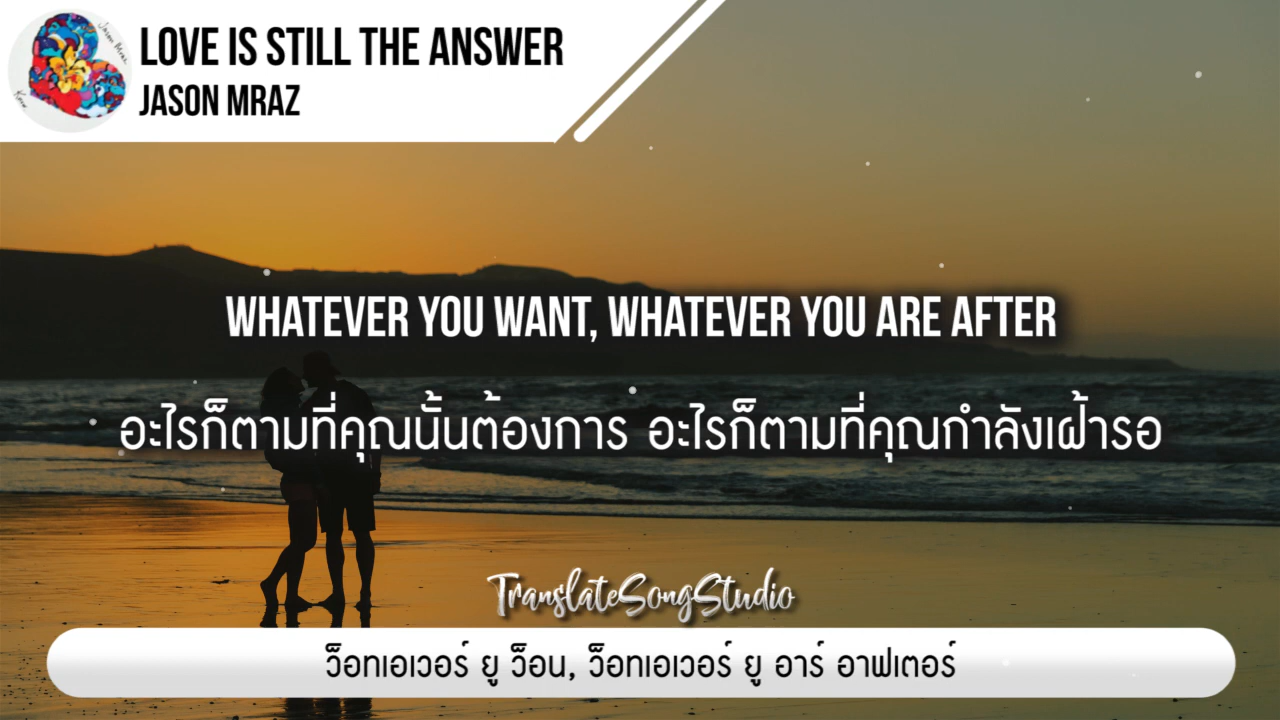 LOVE IS STILL THE ANSWER
JASON MRAZ
WHATEVER YOU WANT, WHATEVER YOU ARE AFTER
อะไรก็ตามที่คุณนั้นต้องการ อะไรก็ตามที่คุณกำลังเฝ้ารอ
TranslateSongStudio
ว็อทเอเวอร์ ยู ว็อน, ว็อทเอเวอร์ ยู อาร์ อาฟเตอร์